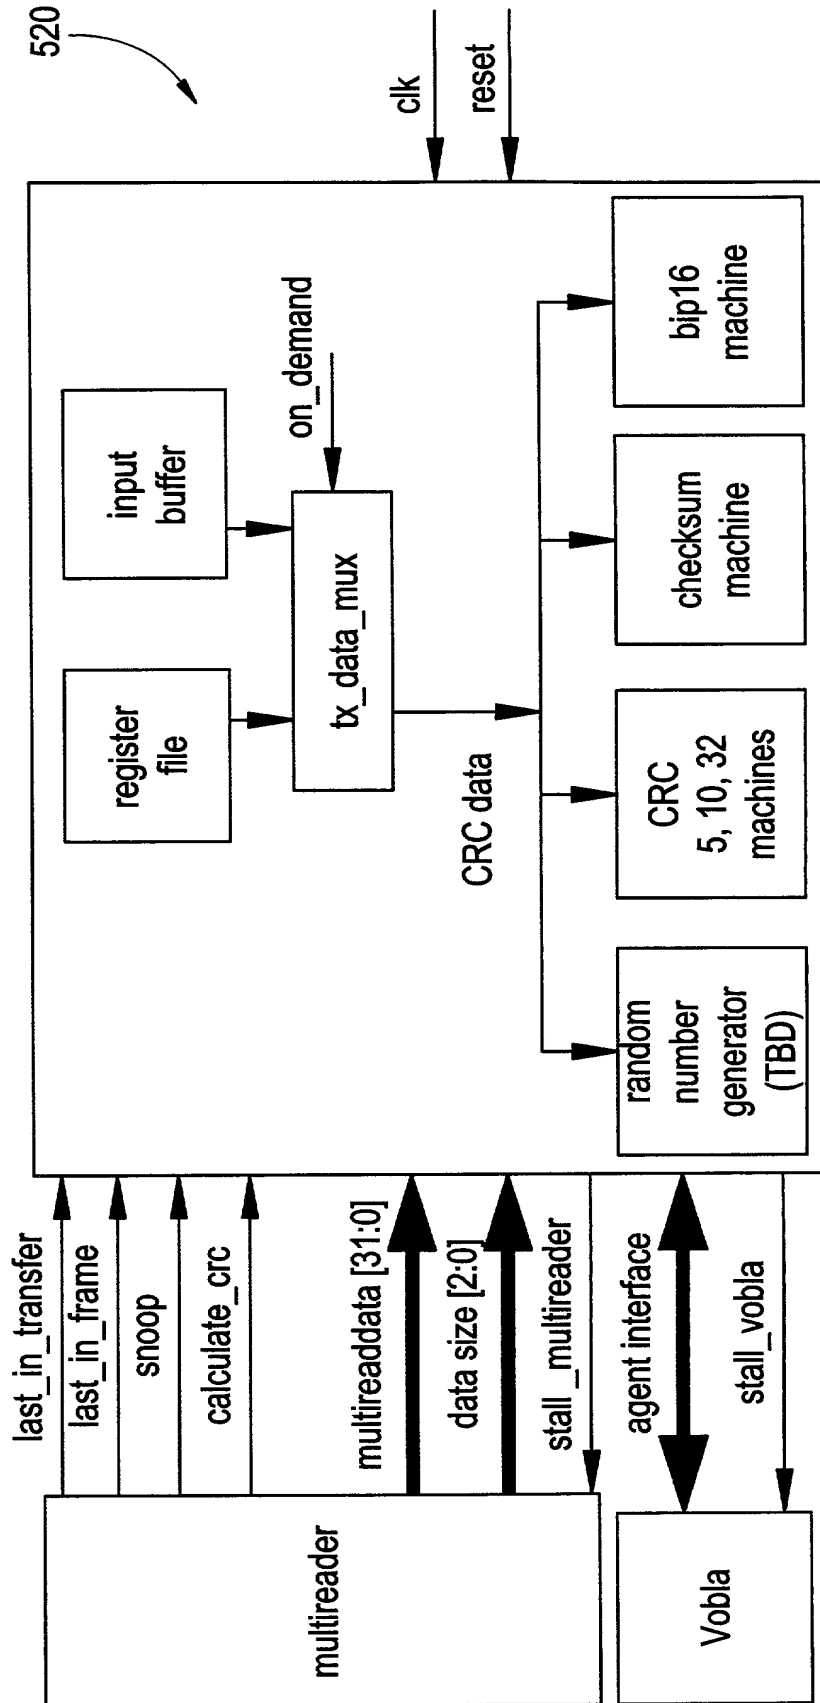 520
last_in_transfer
last_in_frame
snoop
calculate_crc
multireaddata [31:0]
data size [2:0]
stall_multireader
agent interface
stall_vobla
multireader
Vobla
clk
reset
register
file
input
buffer
tx_data_mux
on_demand
CRC data
random
number
generator
(TBD)
CRC
5, 10, 32
machines
checksum
machine
bip16
machine